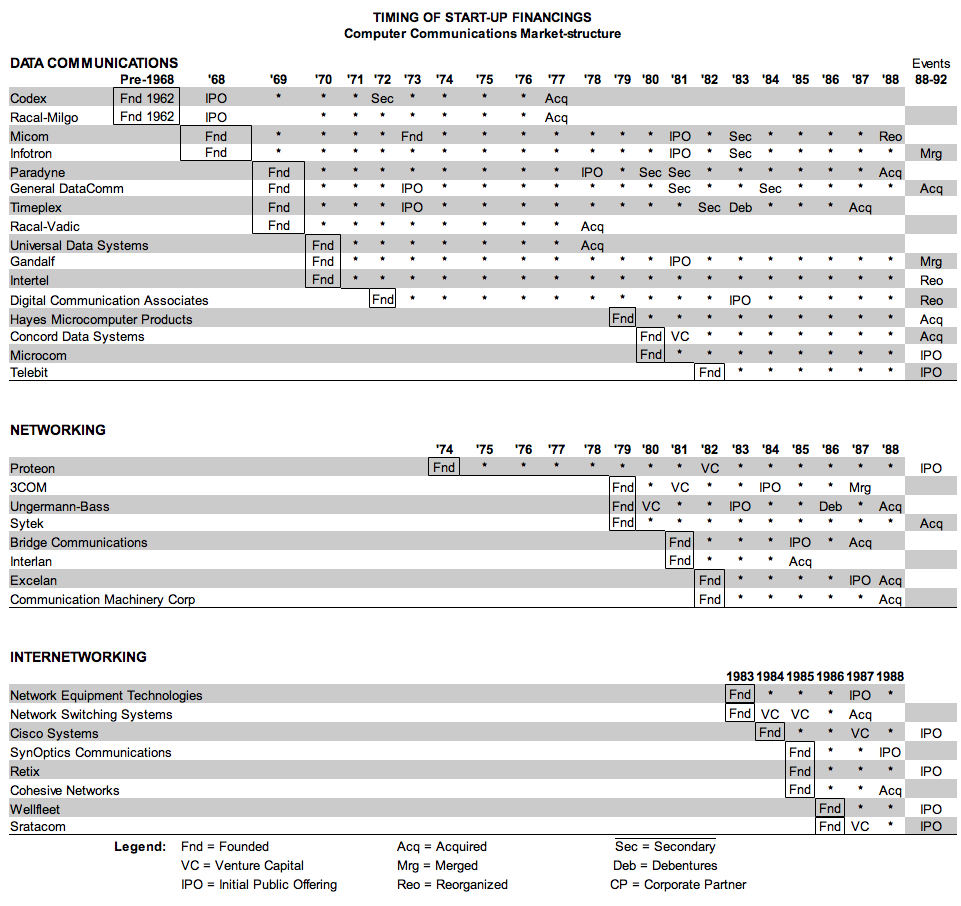 TIMING OF START-UP FINANCINGS
Computer Communications Market-structure
DATA COMMUNICATIONS Events
Pre-1968 '68 '69 '70 '71 '72 '73 '74 '75 '76 '77 '78 '79 '80 '81 '82 '83 '84 '85 '86 '87 '88 88-92
Codex Fnd 1962 IPO * * * Sec * * * * Acq
Racal-Milgo Fnd 1962 IPO * * * * * * * Acq
Micom Fnd * * * * Fnd * * * * * * * IPO * Sec * * * * Reo
Infotron Fnd * * * * * * * * * * * * IPO * Sec * * * * * Mrg
Paradyne Fnd * * * * * * * * IPO * Sec Sec * * * * * * Acq
General DataComm Fnd * * * IPO * * * * * * * Sec * * Sec * * * * Acq
Timeplex Fnd * * * IPO * * * * * * * * Sec Deb * * * Acq
Racal-Vadic Fnd * * * * * * * * Acq
Universal Data Systems Fnd * * * * * * * Acq
Gandalf Fnd * * * * * * * * * * IPO * * * * * * * Mrg
Intertel Fnd * * * * * * * * * * * * * * * * * * Reo
Digital Communication Associates Fnd * * * * * * * * * * IPO * * * * * Reo
Hayes Microcomputer Products Fnd * * * * * * * * * Acq
Concord Data Systems Fnd VC * * * * * * * Acq
Microcom Fnd * * * * * * * * IPO
Telebit Fnd * * * * * * IPO
NETWORKING
'74 '75 '76 '77 '78 '79 '80 '81 '82 '83 '84 '85 '86 '87 '88
Proteon Fnd * * * * * * * VC * * * * * * IPO
3COM Fnd * VC * * IPO * * Mrg
Ungermann-Bass Fnd VC * * IPO * * Deb * Acq
Sytek Fnd * * * * * * * * * Acq
Bridge Communications Fnd * * * IPO * Acq
Interlan Fnd * * * Acq
Excelan Fnd * * * * IPO Acq
Communication Machinery Corp Fnd * * * * * Acq
INTERNETWORKING
1983 1984 1985 1986 1987 1988
Network Equipment Technologies Fnd * * * IPO *
Network Switching Systems Fnd VC VC * Acq
Cisco Systems Fnd * * VC * IPO
SynOptics Communications Fnd * * IPO
Retix Fnd * * * IPO
Cohesive Networks Fnd * * Acq
Wellfleet Fnd * * IPO
Sratacom Fnd VC * IPO
Legend: Fnd = Founded Acq = Acquired Sec = Secondary
VC = Venture Capital Mrg = Merged Deb = Debentures
IPO = Initial Public Offering Reo = Reorganized CP = Corporate Partner